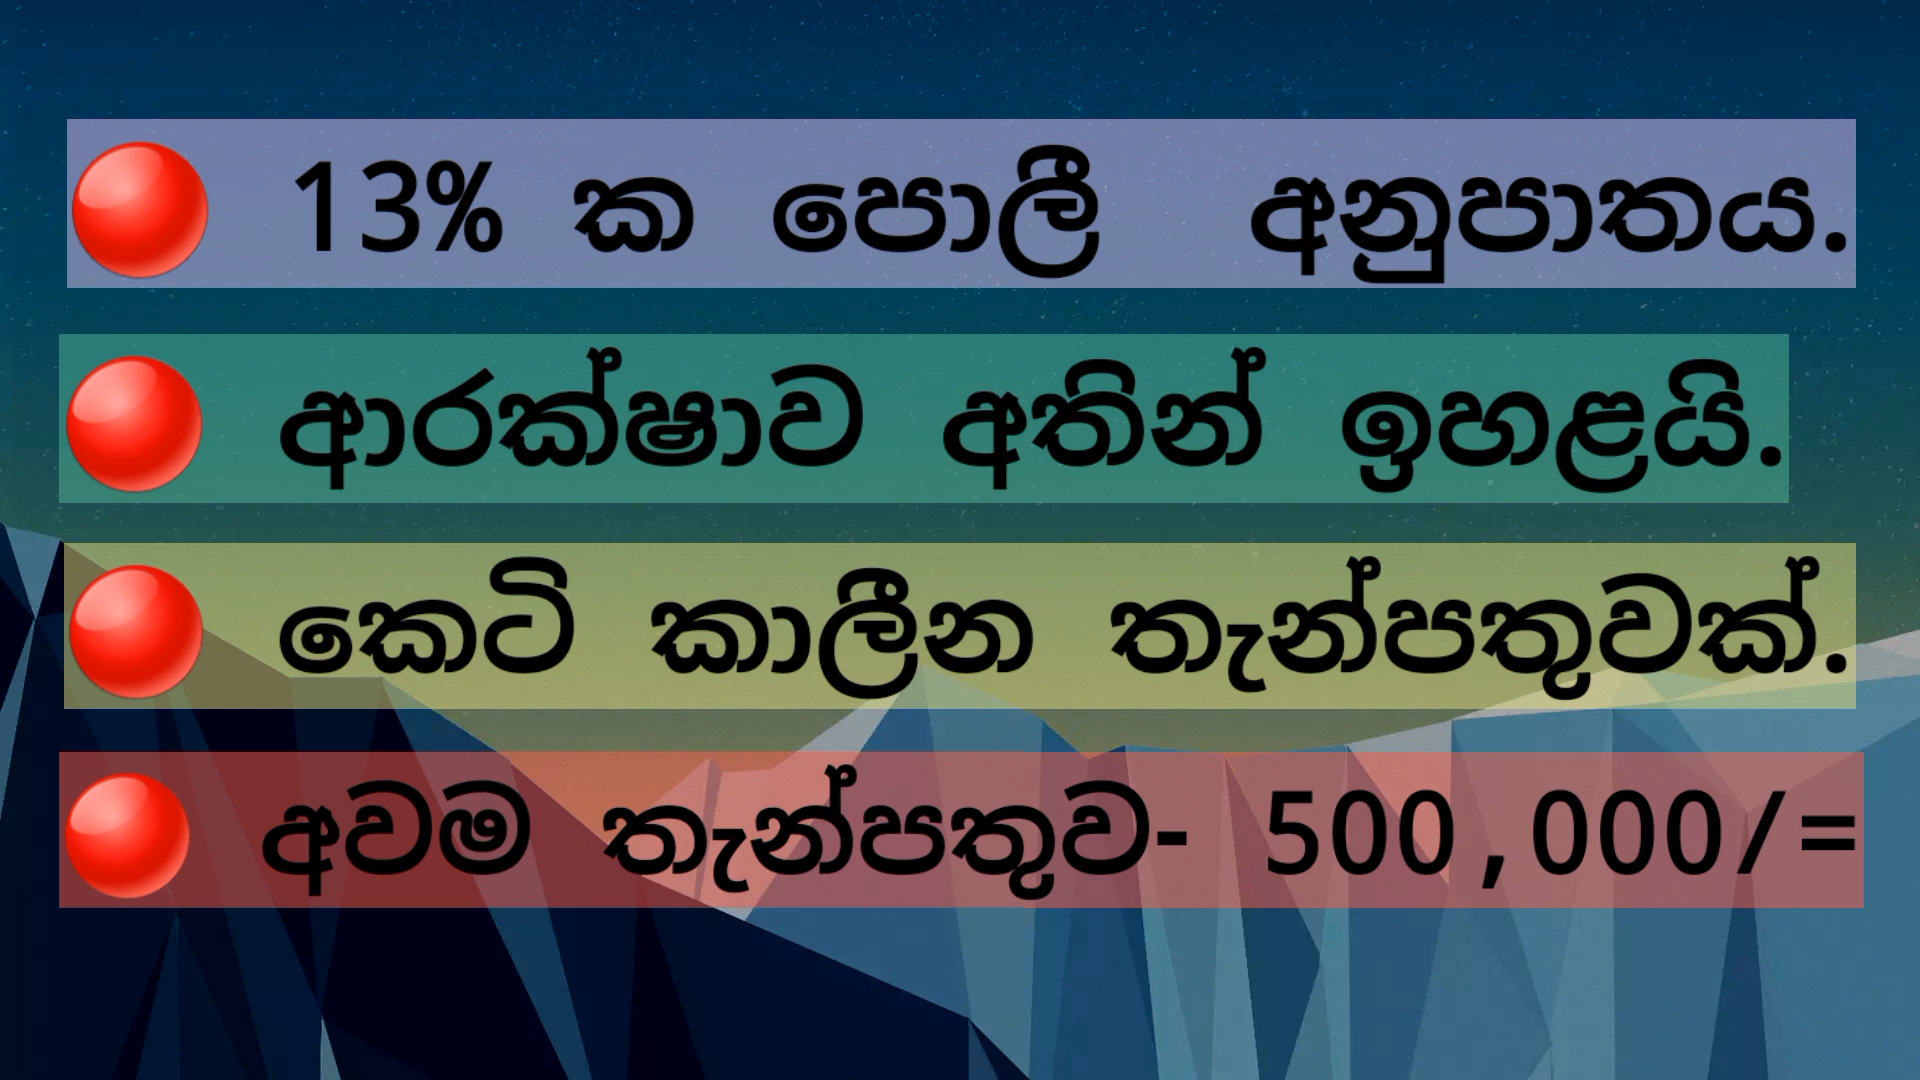 13% ක පොලී අනුපාතය.
ආරක්ෂාව අතින් ඉහළයි.
කෙටි කාලීන තැන්පතුවක්.
අවම තැන්පතුව- 500,000/=